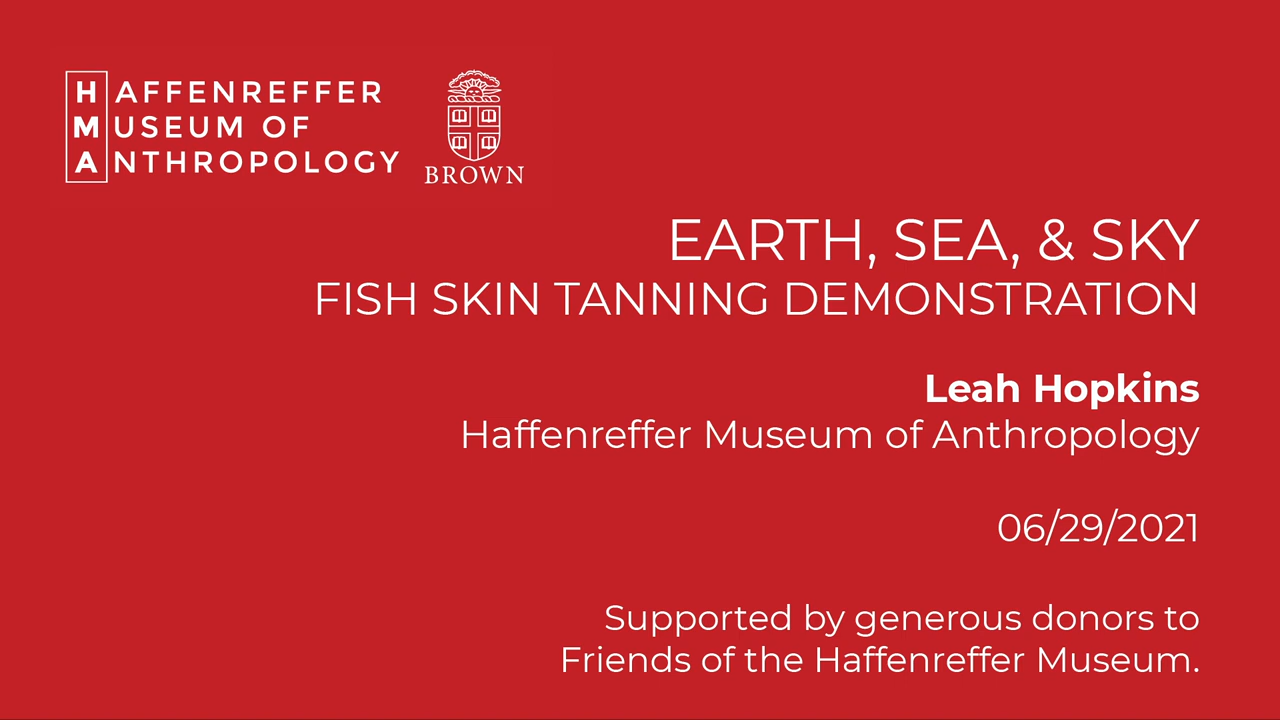 HAFFENREFFER
MUSEUM OF
ANTHROPOLOGY
BROWN
EARTH, SEA, & SKY
FISH SKIN TANNING DEMONSTRATION
Leah Hopkins
Haffenreffer Museum of Anthropology
06/29/2021
Supported by generous donors to
Friends of the Haffenreffer Museum.